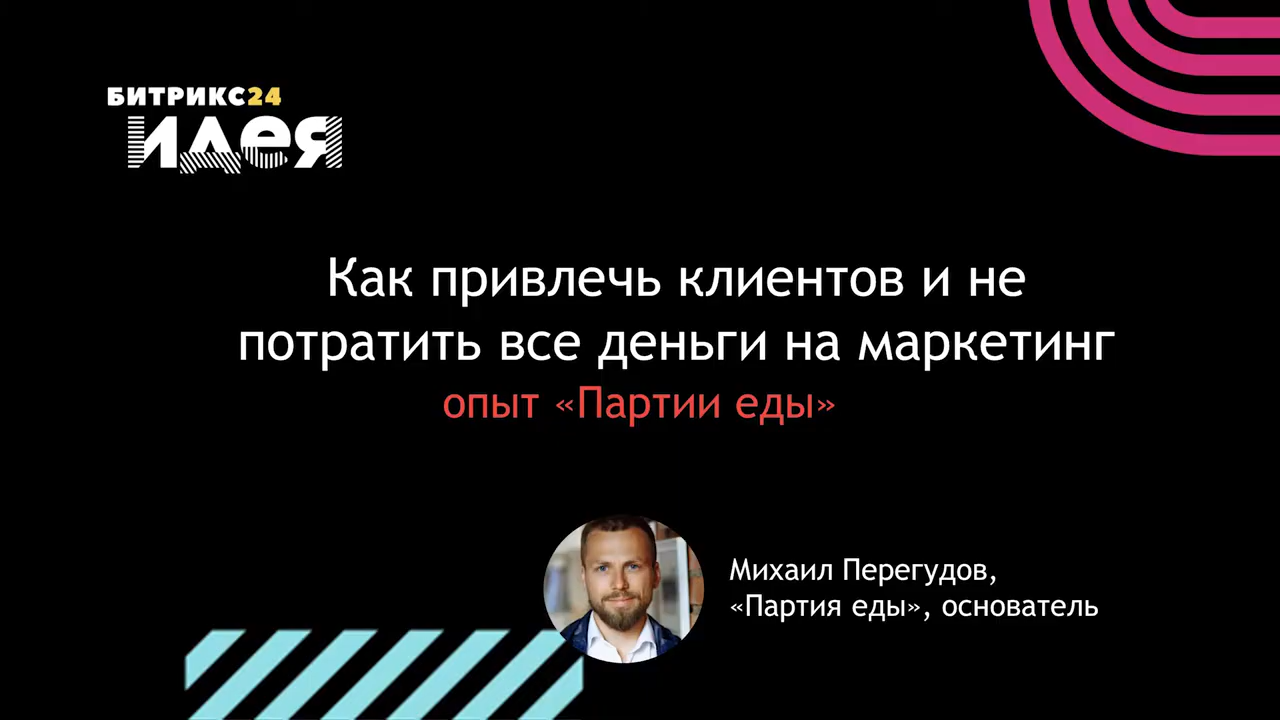 БИТРИКС24
идея
Как привлечь клиентов и не
потратить все деньги на маркетинг
опыт «Партии еды»
Михаил Перегудов,
«Партия еды», основатель